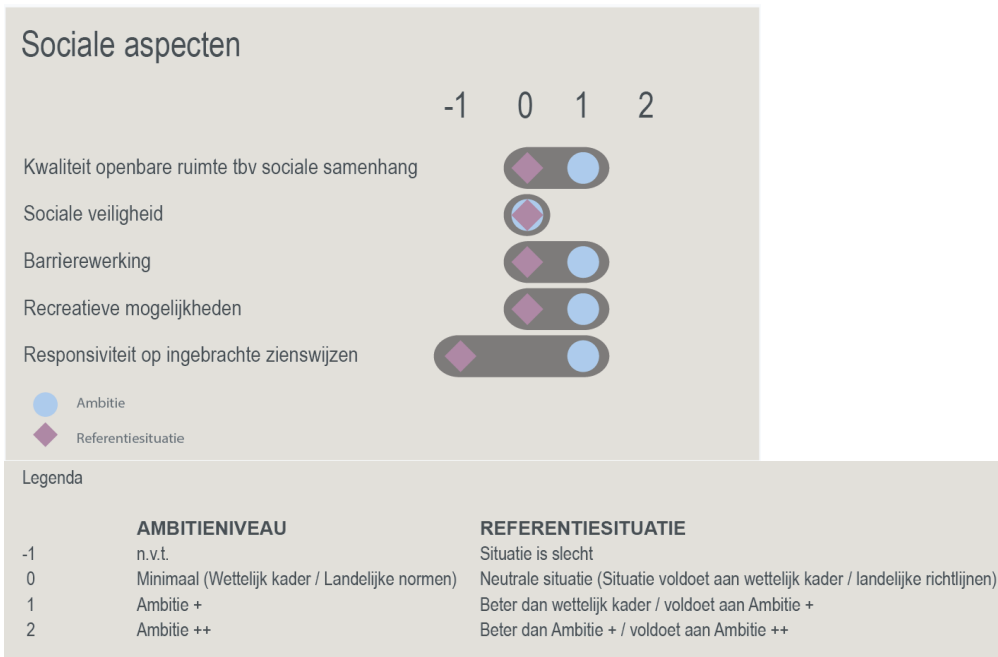 Sociale aspecten
-1 0 1 2
Kwaliteit openbare ruimte tbv sociale samenhang
Sociale veiligheid
Barrièrewerking
Recreatieve mogelijkheden
Responsiviteit op ingebrachte zienswijzen
Ambitie
Referentiesituatie
Legenda
AMBITIENIVEAU REFERENTIESITUATIE
-1 n.v.t. Situatie is slecht
0 Minimaal (Wettelijk kader / Landelijke normen) Neutrale situatie (Situatie voldoet aan wettelijk kader / landelijke richtlijnen)
1 Ambitie + Beter dan wettelijk kader / voldoet aan Ambitie +
2 Ambitie ++ Beter dan Ambitie + / voldoet aan Ambitie ++